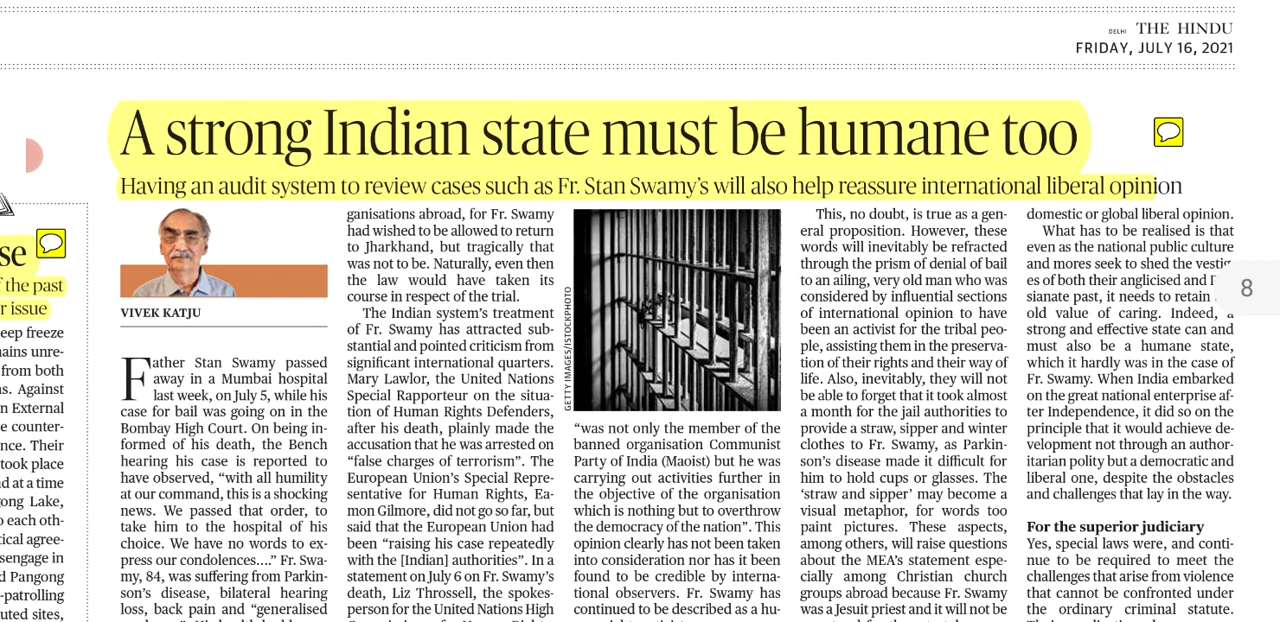 DELHI THE HINDU
FRIDAY, JULY 16, 2021
A strong Indian state must be humane too
Having an audit system to review cases such as Fr. Stan Swamy's will also help reassure international liberal opinion
se
f the past
r issue
eep freeze
ains unre-
from both
ns. Against
n External
e counter-
nce. Their
took place
d at a time
gong Lake,
o each oth-
tical agree-
sengage in
d Pangong
-patrolling
uted sites,
VIVEK KATJU
Father Stan Swamy passed
away in a Mumbai hospital
last week, on July 5, while his
case for bail was going on in the
Bombay High Court. On being in-
formed of his death, the Bench
hearing his case is reported to
have observed, "with all humility
at our command, this is a shocking
news. We passed that order, to
take him to the hospital of his
choice. We have no words to ex-
press our condolences...." Fr. Swa-
my, 84, was suffering from Parkin-
son's disease, bilateral hearing
loss, back pain and "generalised
ganisations abroad, for Fr. Swamy
had wished to be allowed to return
to Jharkhand, but tragically that
was not to be. Naturally, even then
the law would have taken its
course in respect of the trial.
The Indian system's treatment
of Fr. Swamy has attracted sub-
stantial and pointed criticism from
significant international quarters.
Mary Lawlor, the United Nations
Special Rapporteur on the situa-
tion of Human Rights Defenders,
after his death, plainly made the
accusation that he was arrested on
"false charges of terrorism". The
European Union's Special Repre-
sentative for Human Rights, Ea-
mon Gilmore, did not go so far, but
said that the European Union had
been "raising his case repeatedly
with the [Indian] authorities". In a
statement on July 6 on Fr. Swamy's
death, Liz Throssell, the spokes-
person for the United Nations High
GETTY IMAGES/ISTOCKPHOTO
"was not only the member of the
banned organisation Communist
Party of India (Maoist) but he was
carrying out activities further in
the objective of the organisation
which is nothing but to overthrow
the democracy of the nation". This
opinion clearly has not been taken
into consideration nor has it been
found to be credible by interna-
tional observers. Fr. Swamy has
continued to be described as a hu-
This, no doubt, is true as a gen-
eral proposition. However, these
words will inevitably be refracted
through the prism of denial of bail
to an ailing, very old man who was
considered by influential sections
of international opinion to have
been an activist for the tribal peo-
ple, assisting them in the preserva-
tion of their rights and their way of
life. Also, inevitably, they will not
be able to forget that it took almost
a month for the jail authorities to
provide a straw, sipper and winter
clothes to Fr. Swamy, as Parkin-
son's disease made it difficult for
him to hold cups or glasses. The
'straw and sipper' may become a
visual metaphor, for words too
paint pictures. These aspects,
among others, will raise questions
about the MEA's statement espe-
cially among Christian church
groups abroad because Fr. Swamy
was a Jesuit priest and it will not be
domestic or global liberal opinion.
What has to be realised is that
even as the national public culture
and mores seek to shed the vestig-
es of both their anglicised and
sianate past, it needs to retain
old value of caring. Indeed, a
strong and effective state can and
must also be a humane state,
which it hardly was in the case of
Fr. Swamy. When India embarked
on the great national enterprise af-
ter Independence, it did so on the
principle that it would achieve de-
velopment not through an author-
itarian polity but a democratic and
liberal one, despite the obstacles
and challenges that lay in the way.
For the superior judiciary
Yes, special laws were, and conti-
nue to be required to meet the
challenges that arise from violence
that cannot be confronted under
the ordinary criminal statute.
8